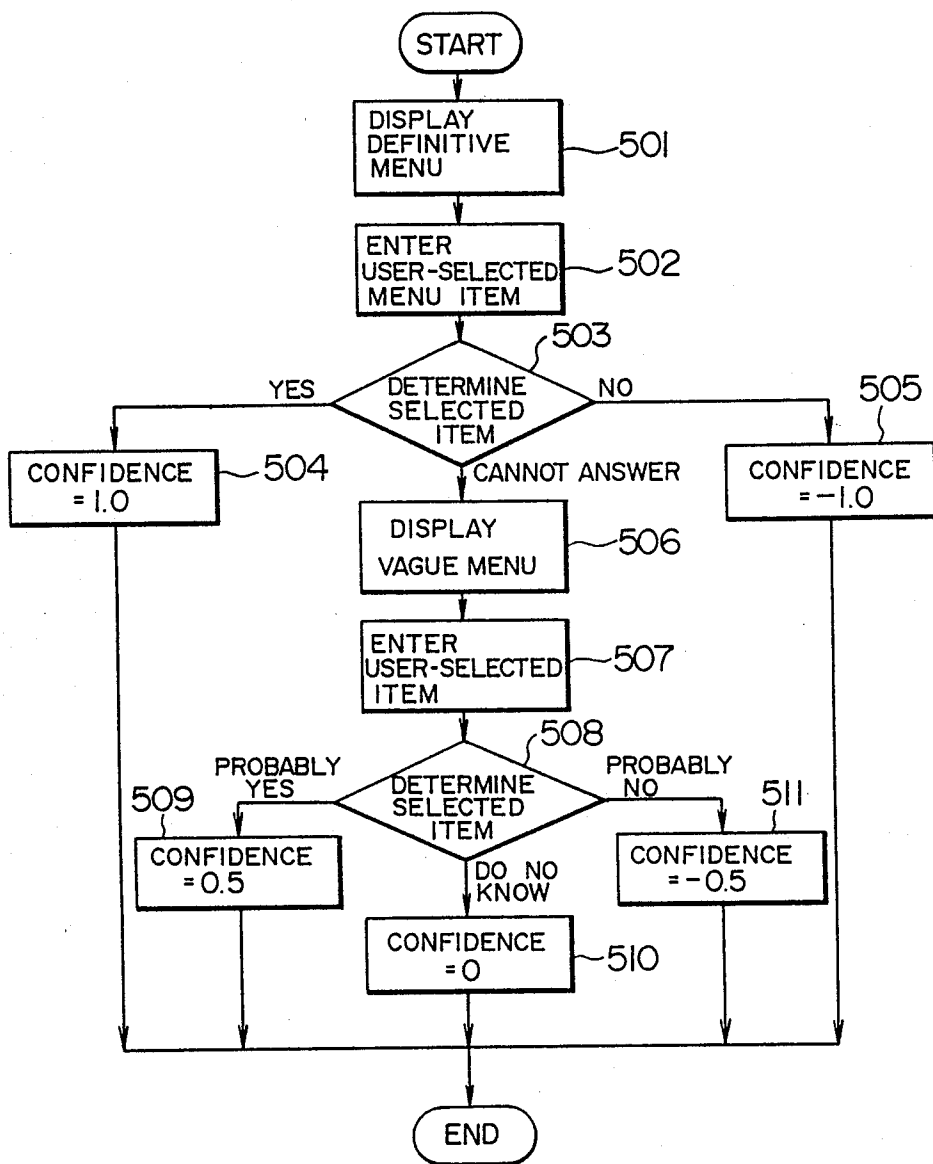 START
DISPLAY
DEFINITIVE
MENU
501
ENTER
USER-SELECTED
MENU ITEM
502
503
YES
DETERMINE
SELECTED
ITEM
NO
505
CONFIDENCE
=1.0
504
CANNOT ANSWER
CONFIDENCE
=-1.0
DISPLAY
VAGUE MENU
506
ENTER
USER-SELECTED
ITEM
507
508
PROBABLY
YES
DETERMINE
SELECTED
ITEM
PROBABLY
NO
509
CONFIDENCE
=0.5
511
CONFIDENCE
=-0.5
DO NO
KNOW
CONFIDENCE
=0
510
END